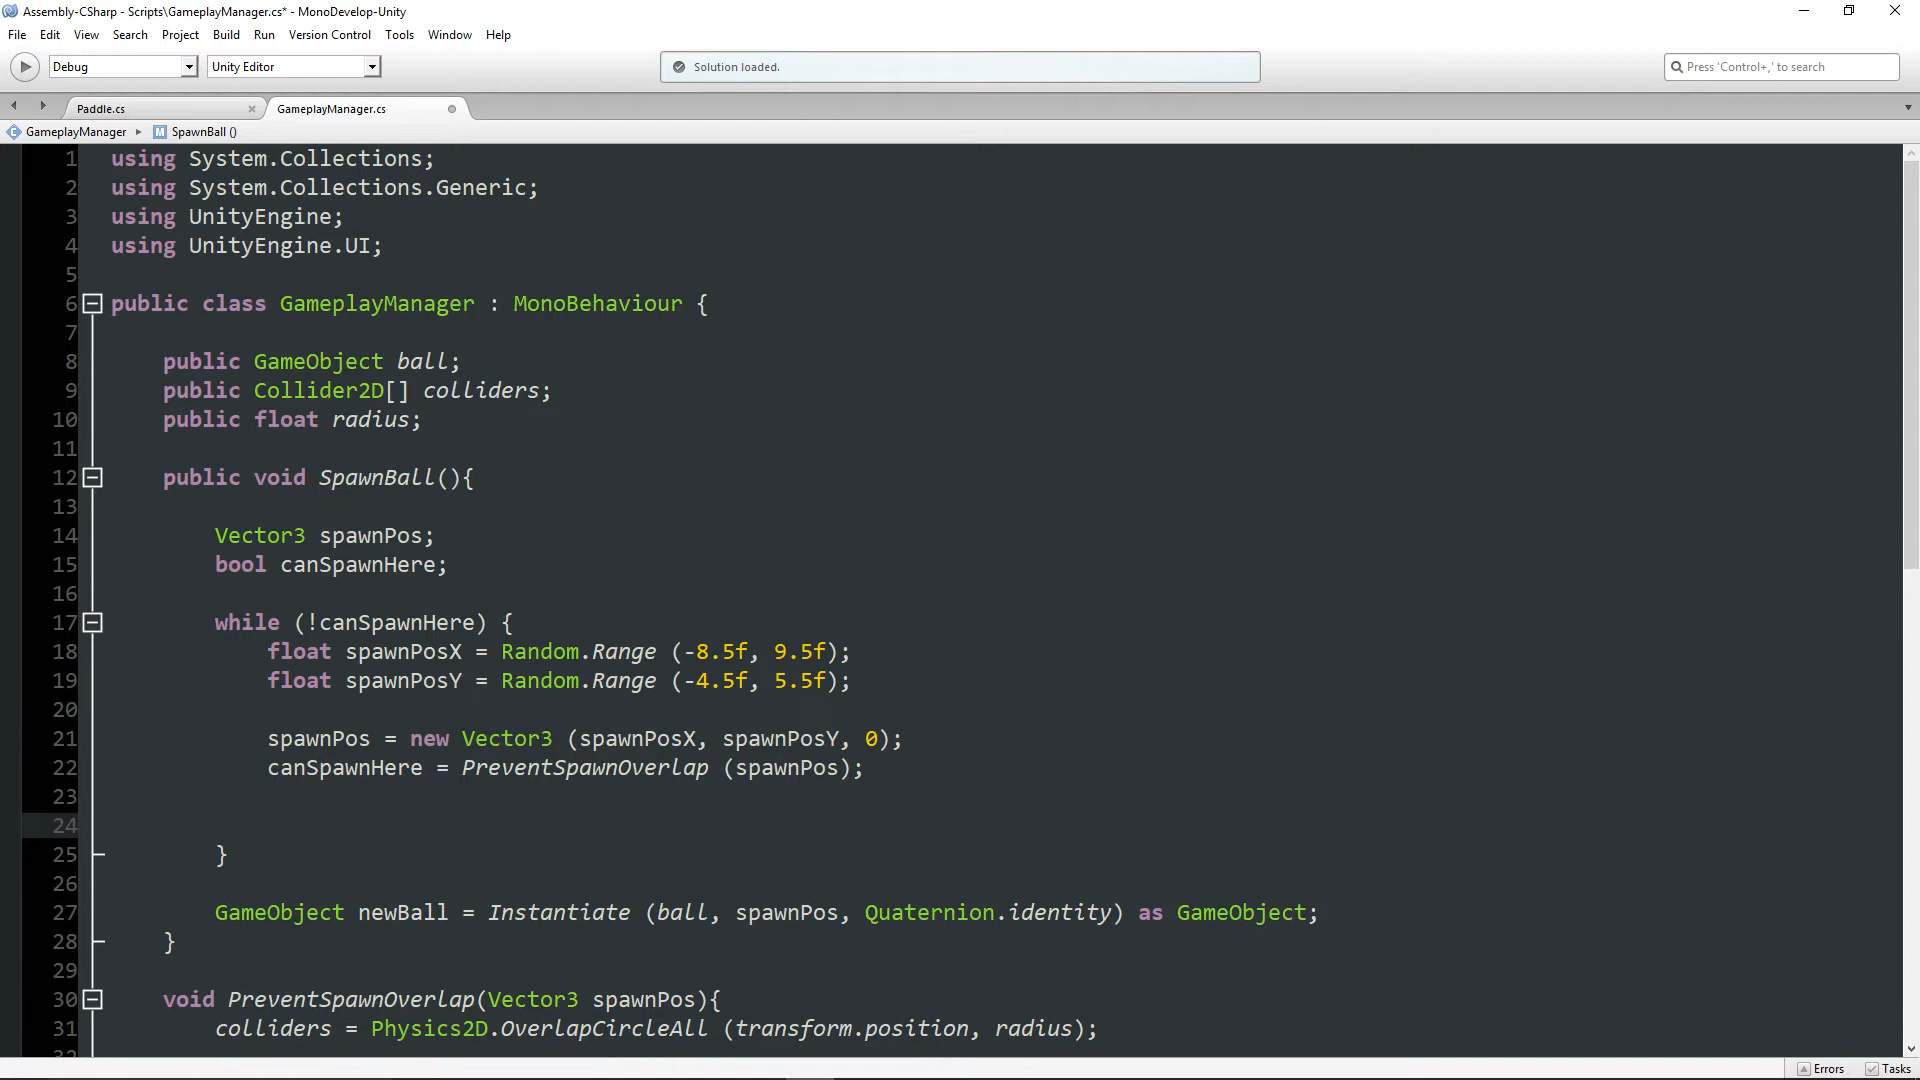 Assembly-CSharp - Scripts\GameplayManager.cs* - MonoDevelop-Unity
File Edit View Search Project Build Run Version Control Tools Window Help
Debug Unity Editor Solution loaded. Press 'Control+,' to search
Paddle.cs GameplayManager.cs
GameplayManager SpawnBall ()
1 using System.Collections;
2 using System.Collections.Generic;
3 using UnityEngine;
4 using UnityEngine.UI;
5
6 public class GameplayManager : MonoBehaviour {
7
8 public GameObject ball;
9 public Collider2D[] colliders;
10 public float radius;
11
12 public void SpawnBall(){
13
14 Vector3 spawnPos;
15 bool canSpawnHere;
16
17 while (!canSpawnHere) {
18 float spawnPosX = Random.Range (-8.5f, 9.5f);
19 float spawnPosY = Random.Range (-4.5f, 5.5f);
20
21 spawnPos = new Vector3 (spawnPosX, spawnPosY, 0);
22 canSpawnHere = PreventSpawnOverlap (spawnPos);
23
24
25 }
26
27 GameObject newBall = Instantiate (ball, spawnPos, Quaternion.identity) as GameObject;
28 }
29
30 void PreventSpawnOverlap(Vector3 spawnPos){
31 colliders = Physics2D.OverlapCircleAll (transform.position, radius);
32
Errors Tasks